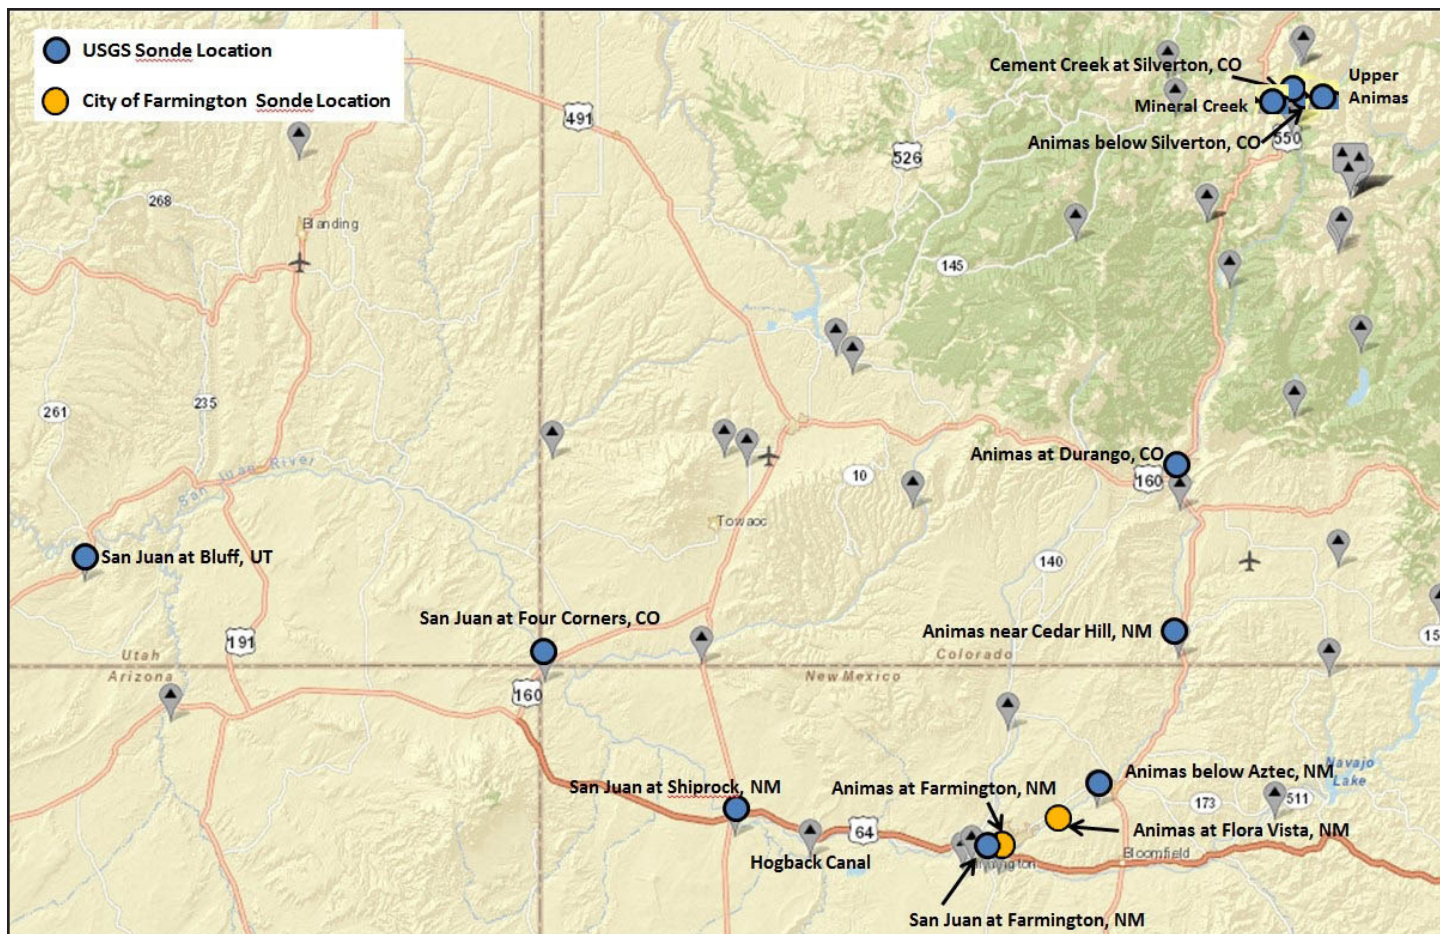 USGS Sonde Location
City of Farmington Sonde Location
Cement Creek at Silverton, CO
Upper
Animas
Mineral Creek
Animas below Silverton, CO
491
550
526
268
Blanding
145
261
235
San Juan River
10
Animas at Durango, CO
160
Towaoc
San Juan at Bluff, UT
140
San Juan at Four Corners, CO
Animas near Cedar Hill, NM
191
15
Utah
Arizona
Colorado
New Mexico
160
Navajo
Lake
San Juan at Shiprock, NM
Animas at Farmington, NM
Animas below Aztec, NM
173
511
64
Animas at Flora Vista, NM
Hogback Canal
Bloomfield
San Juan at Farmington, NM